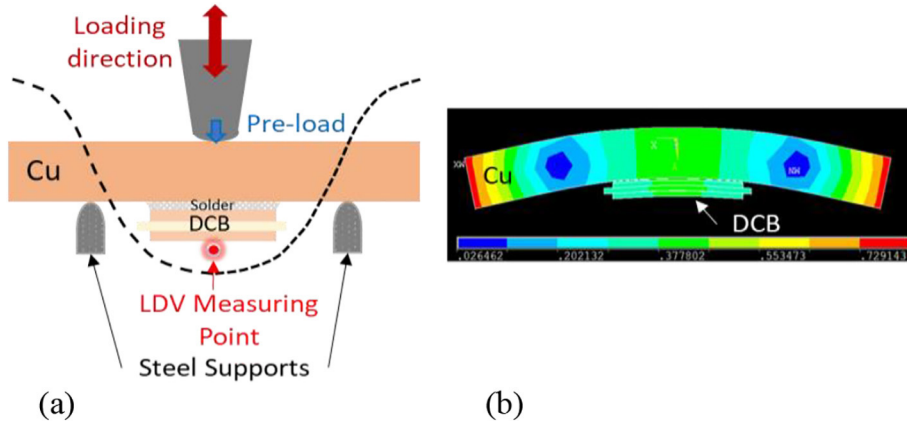 Loading
direction
Pre-load
Cu
Solder
DCB
LDV Measuring
Point
Steel Supports
(a)
X
Cu
DCB
.026462 .202132 .377802 .553473 .729143
(b)